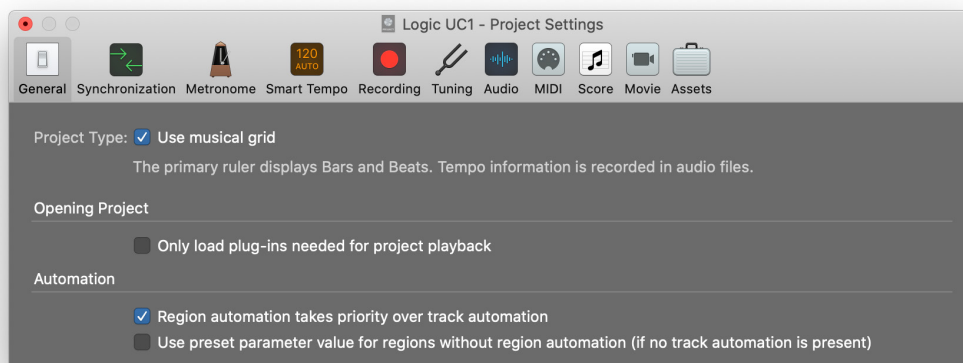 Logic UC1 - Project Settings
120
AUTO
General Synchronization Metronome Smart Tempo Recording Tuning Audio MIDI Score Movie Assets
Project Type: Use musical grid
The primary ruler displays Bars and Beats. Tempo information is recorded in audio files.
Opening Project
Only load plug-ins needed for project playback
Automation
Region automation takes priority over track automation
Use preset parameter value for regions without region automation (if no track automation is present)